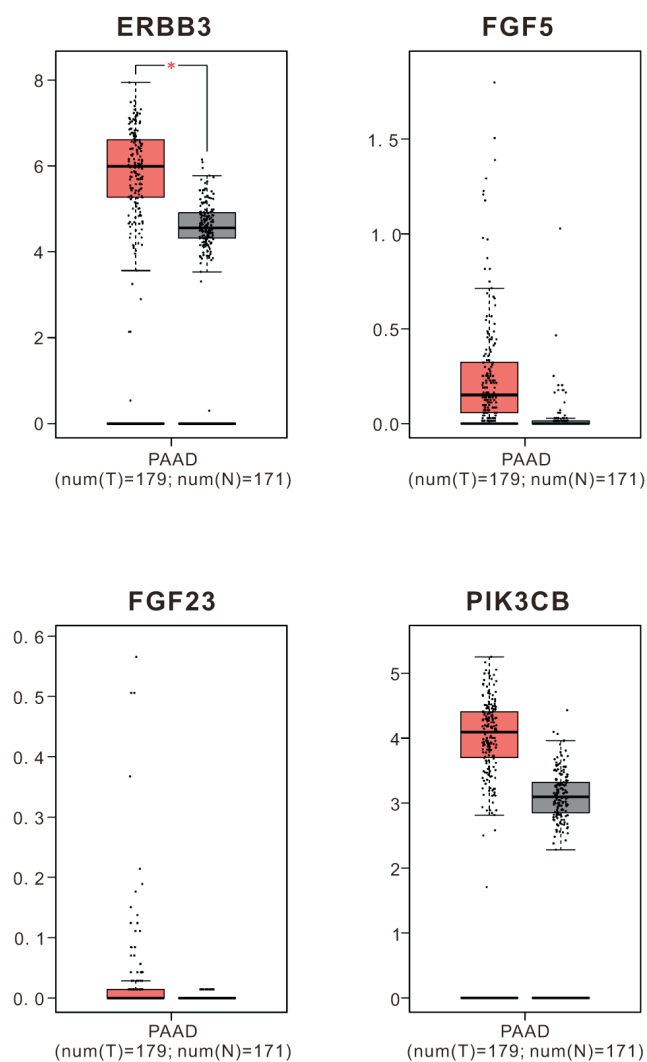 ERBB3
*
8
6
4
2
0
PAAD
(num(T)=179; num(N)=171)
FGF5
1.5
1.0
0.5
0.0
PAAD
(num(T)=179; num(N)=171)
FGF23
0.6
0.5
0.4
0.3
0.2
0.1
0.0
PAAD
(num(T)=179; num(N)=171)
PIK3CB
5
4
3
2
1
0
PAAD
(num(T)=179; num(N)=171)